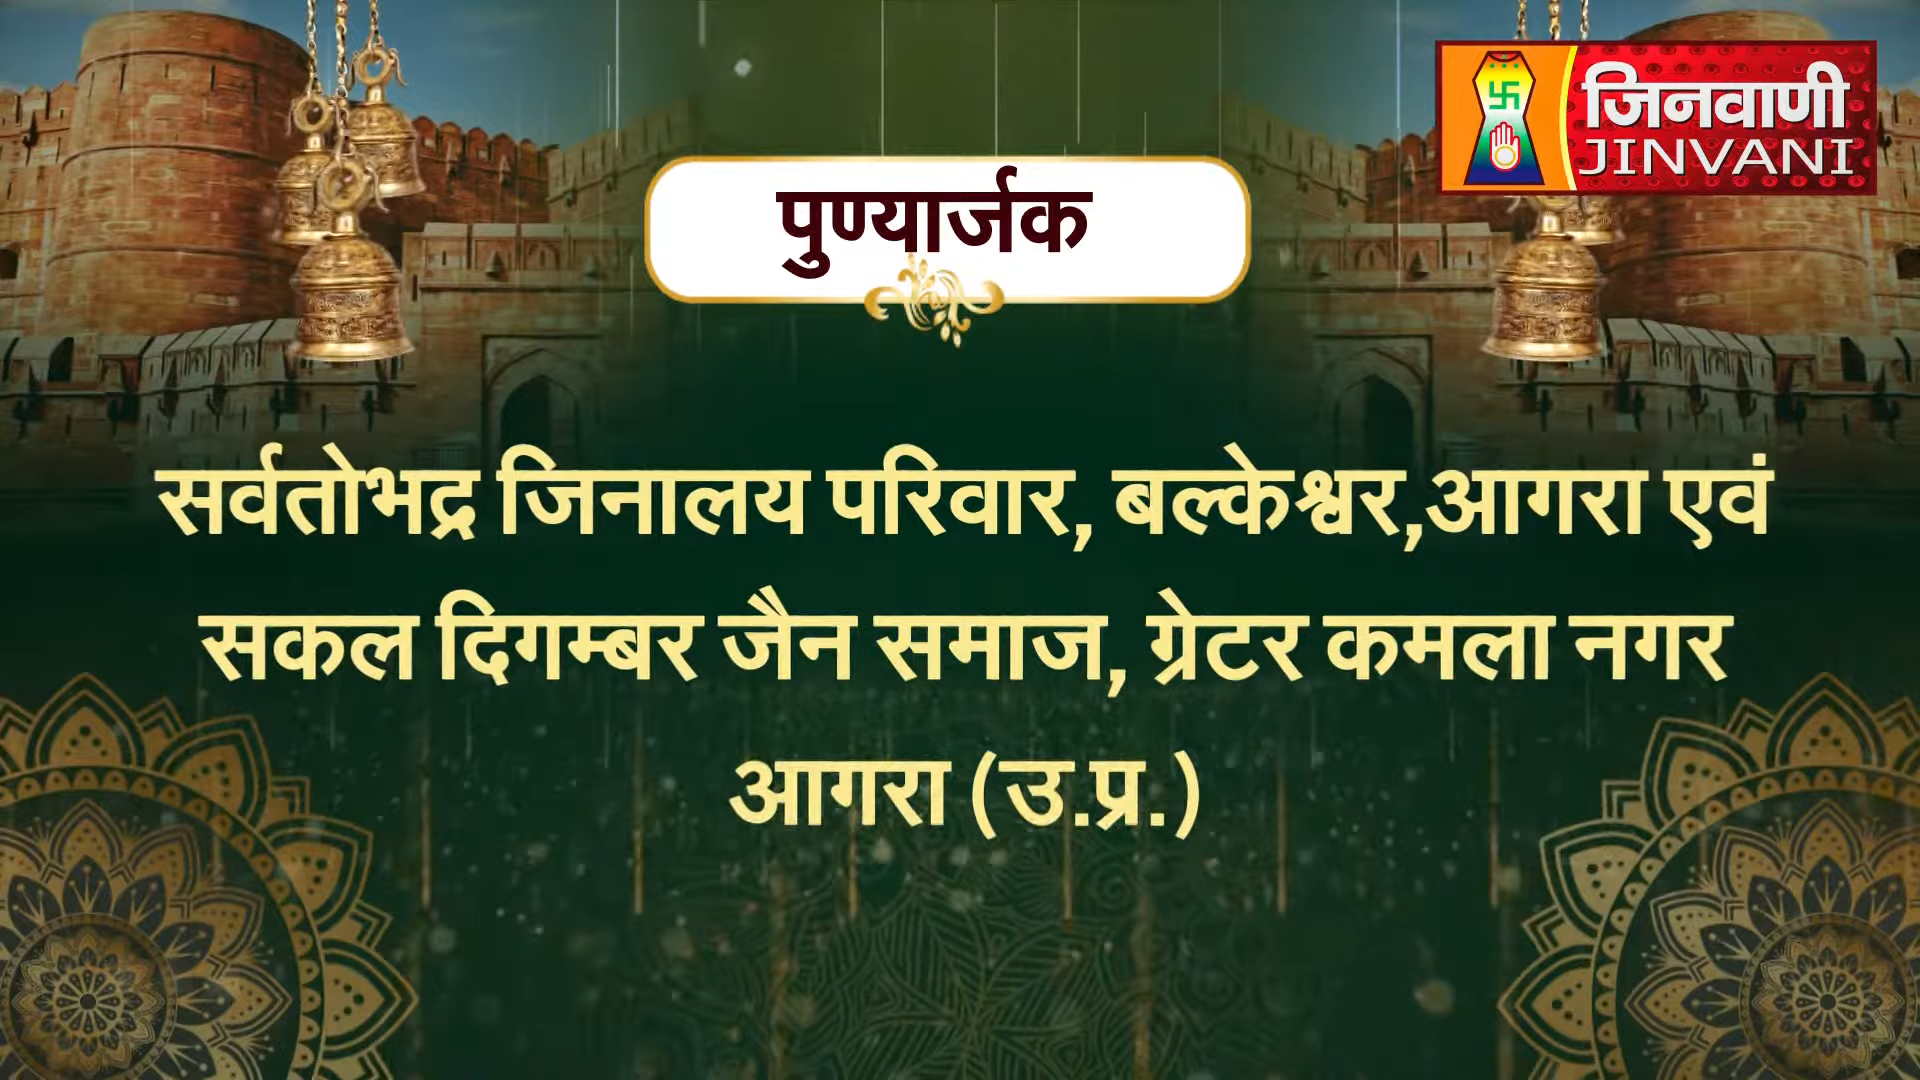 जिनवाणी
JINVANI
पुण्यार्जक
सर्वतोभद्र जिनालय परिवार, बल्केश्वर,आगरा एवं
सकल दिगम्बर जैन समाज, ग्रेटर कमला नगर
आगरा (उ.प्र.)